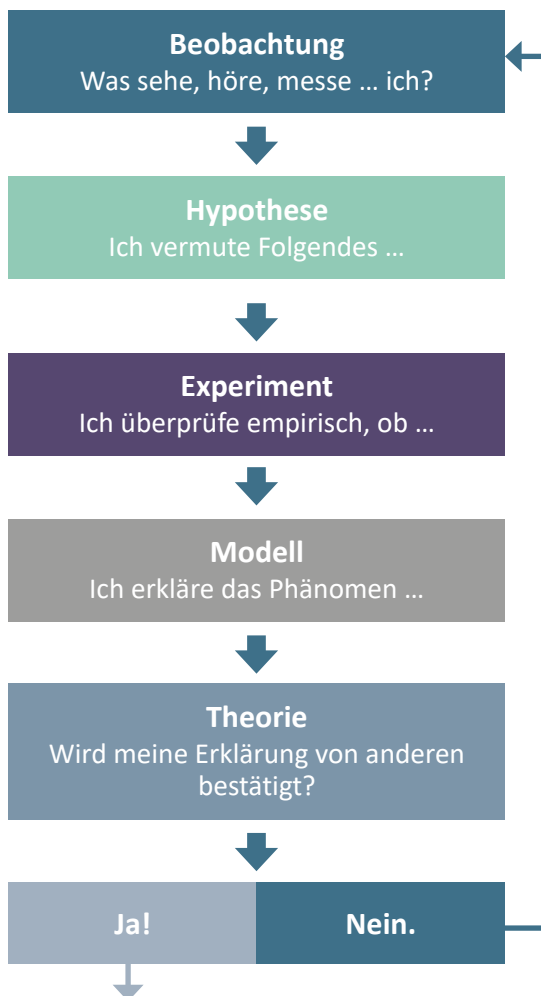 Beobachtung
Was sehe, höre, messe … ich?
Hypothese
Ich vermute Folgendes …
Experiment
Ich überprüfe empirisch, ob …
Modell
Ich erkläre das Phänomen …
Theorie
Wird meine Erklärung von anderen
bestätigt?
Ja!
Nein.